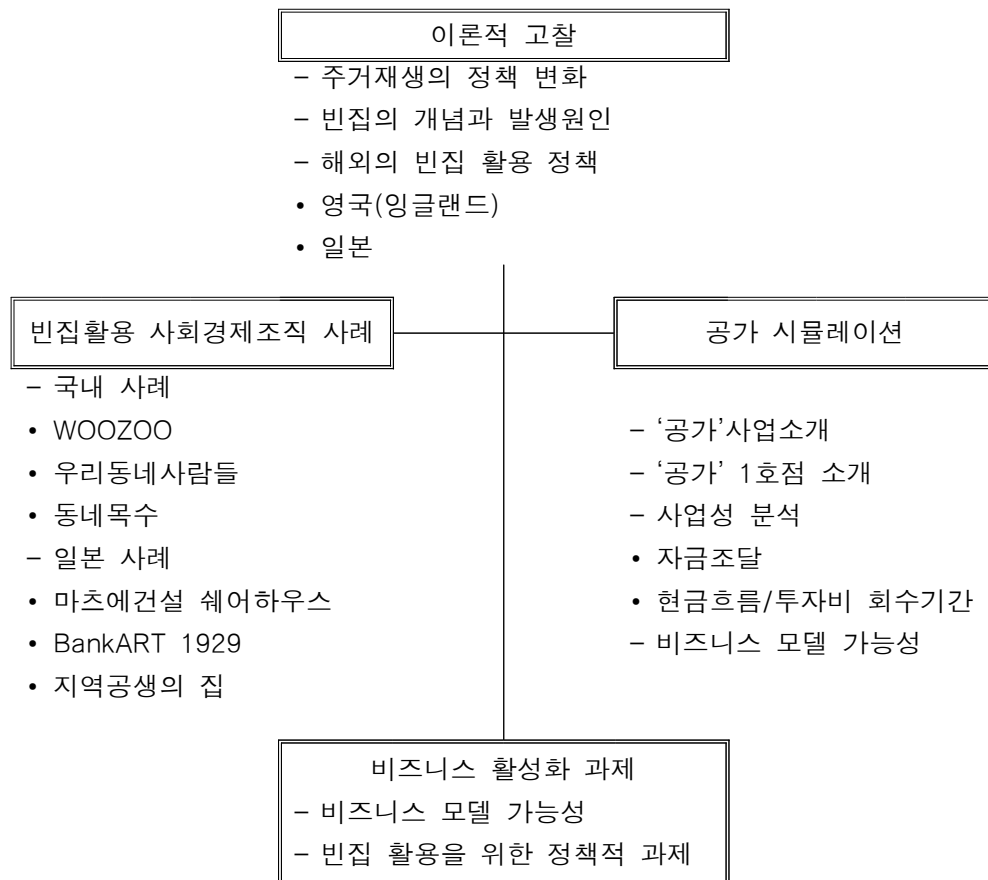 이론적 고찰
– 주거재생의 정책 변화
– 빈집의 개념과 발생원인
– 해외의 빈집 활용 정책
• 영국(잉글랜드)
• 일본
빈집활용 사회경제조직 사례
– 국내 사례
• WOOZOO
• 우리동네사람들
• 동네목수
– 일본 사례
• 마츠에건설 쉐어하우스
• BankART 1929
• 지역공생의 집
공가 시뮬레이션
– ‘공가’사업소개
– ‘공가’ 1호점 소개
– 사업성 분석
• 자금조달
• 현금흐름/투자비 회수기간
– 비즈니스 모델 가능성
비즈니스 활성화 과제
– 비즈니스 모델 가능성
– 빈집 활용을 위한 정책적 과제